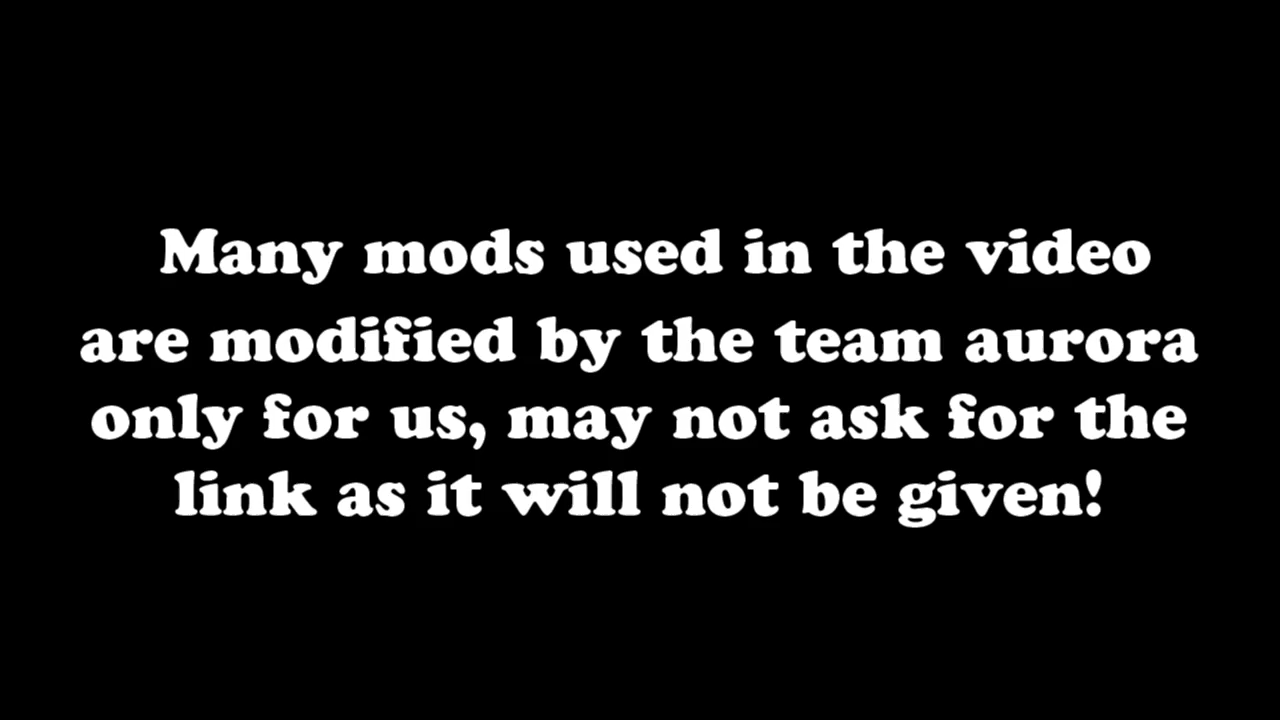 Many mods used in the video
are modified by the team aurora
only for us, may not ask for the
link as it will not be given!